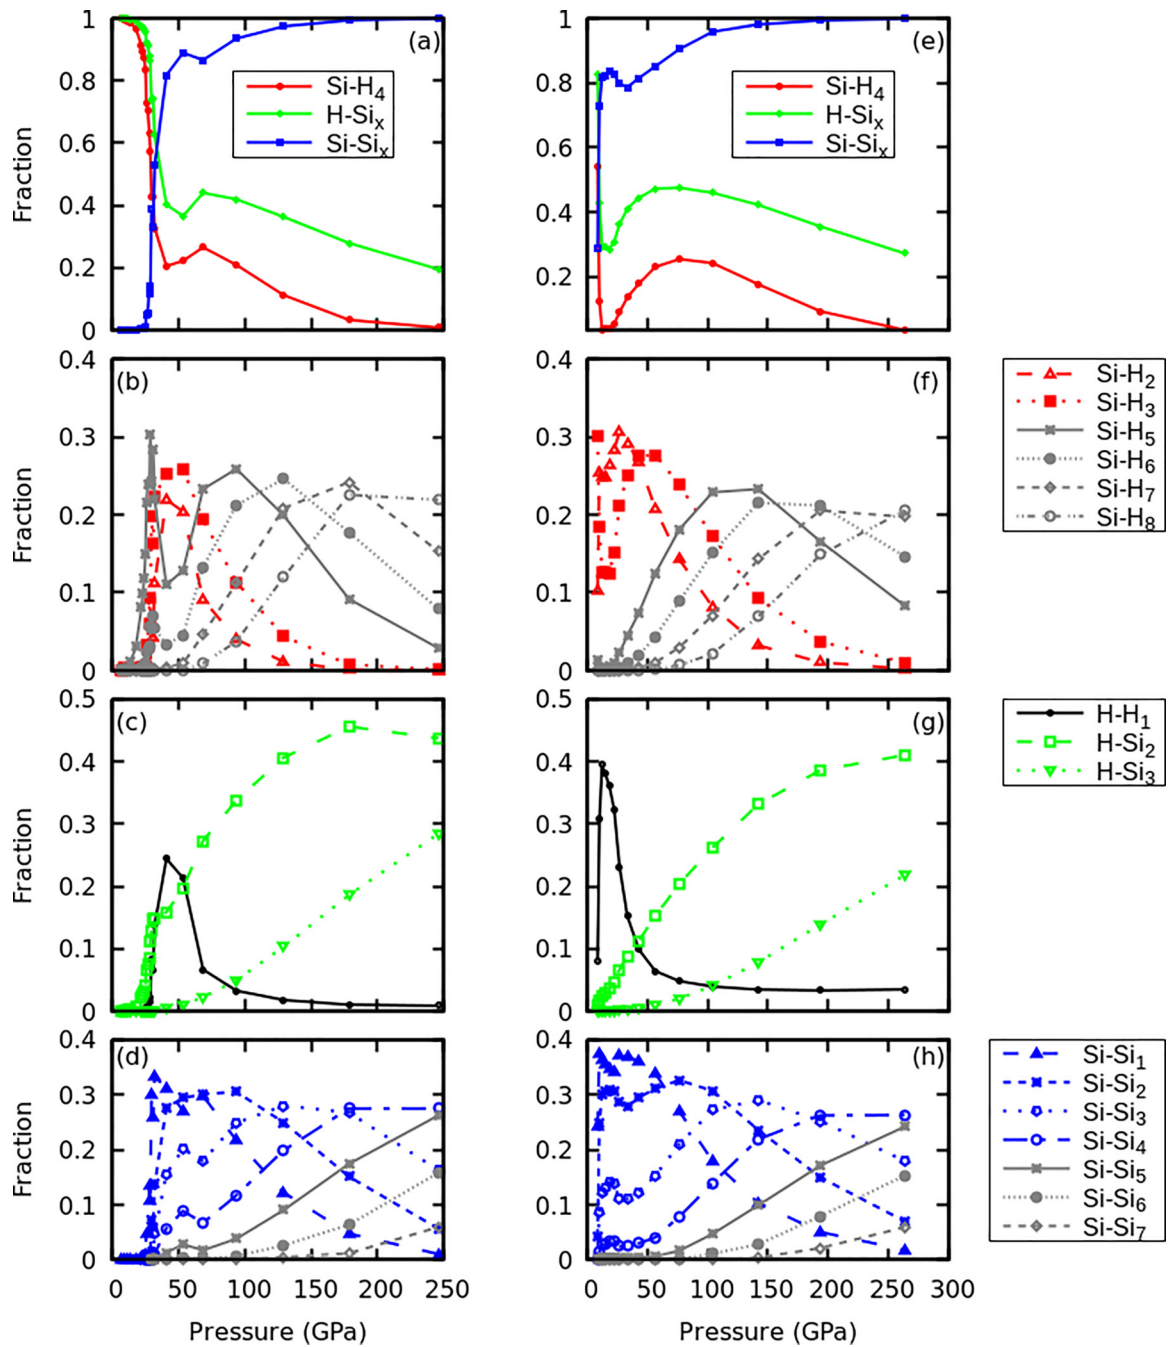 1
0.8
0.6
0.4
0.2
0
Fraction
(a)
Si-H4
H-Six
Si-Six
1
0.8
0.6
0.4
0.2
(e)
Si-H4
H-Six
Si-Six
0.4
0.3
0.2
0.1
0
Fraction
(b)
0.4
0.3
0.2
0.1
0
(f)
Si-H2
Si-H3
Si-H5
Si-H6
Si-H7
Si-H8
0.5
0.4
0.3
0.2
0.1
0
Fraction
(c)
0.5
0.4
0.3
0.2
0.1
0
(g)
H-H1
H-Si2
H-Si3
0.4
0.3
0.2
0.1
0
Fraction
(d)
0 50 100 150 200 250
Pressure (GPa)
0.4
0.3
0.2
0.1
0
(h)
0 50 100 150 200 250 300
Pressure (GPa)
Si-Si1
Si-Si2
Si-Si3
Si-Si4
Si-Si5
Si-Si6
Si-Si7